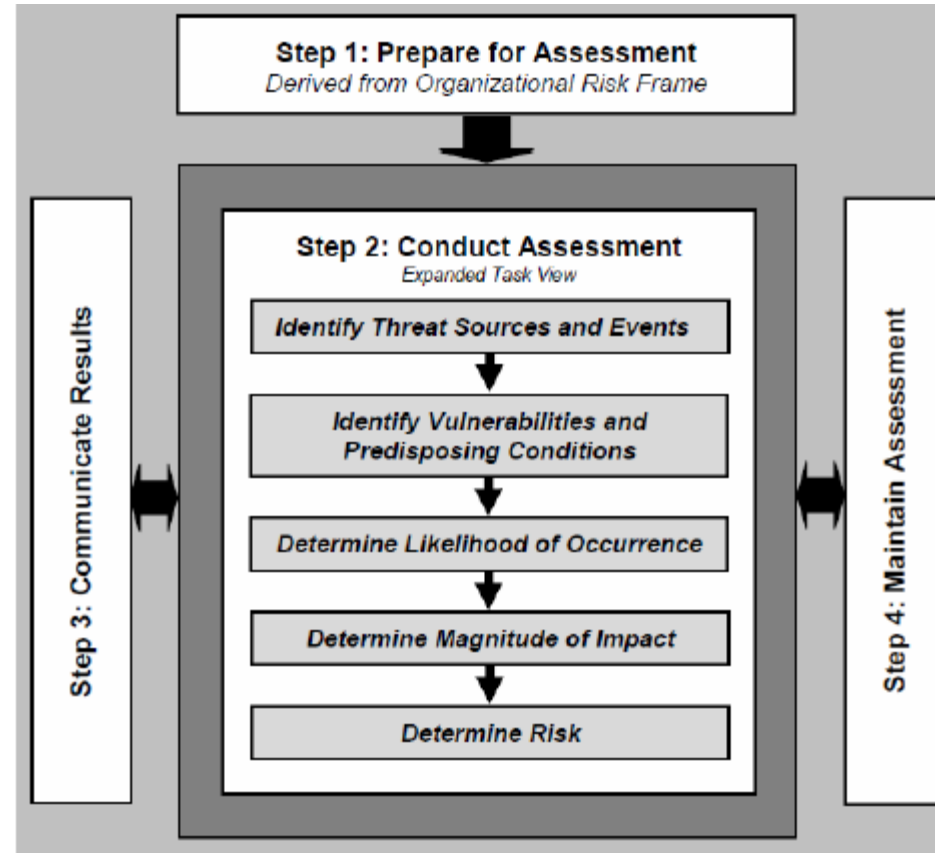 Step 1: Prepare for Assessment
Derived from Organizational Risk Frame
Step 2: Conduct Assessment
Expanded Task View
Identify Threat Sources and Events
Identify Vulnerabilities and
Predisposing Conditions
Determine Likelihood of Occurrence
Determine Magnitude of Impact
Determine Risk
Step 3: Communicate Results
Step 4: Maintain Assessment